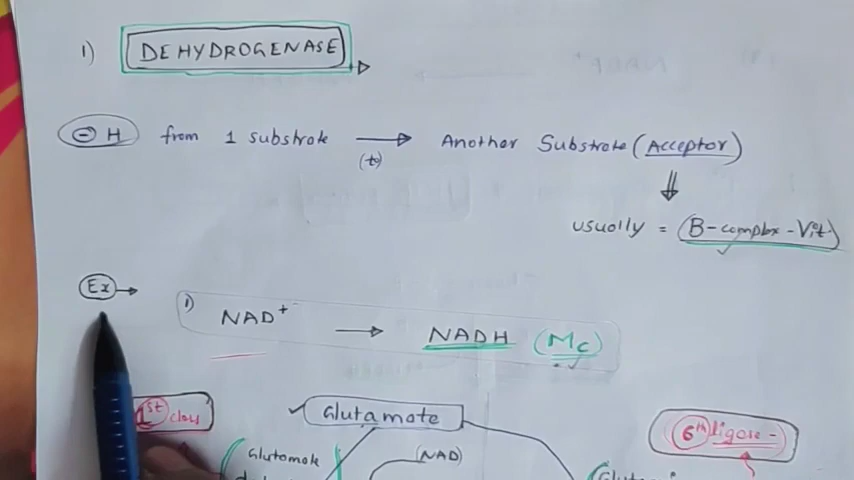 1) DEHYDROGENASE
⊖ H from 1 substrate → Another Substrate (Acceptor)
(to)
usually = (B-complex-Vit.)
Ex →
1) NAD+ → NADH (Mc)
1st class
Glutamate
6th ligase -
Glutamate
(NAD)